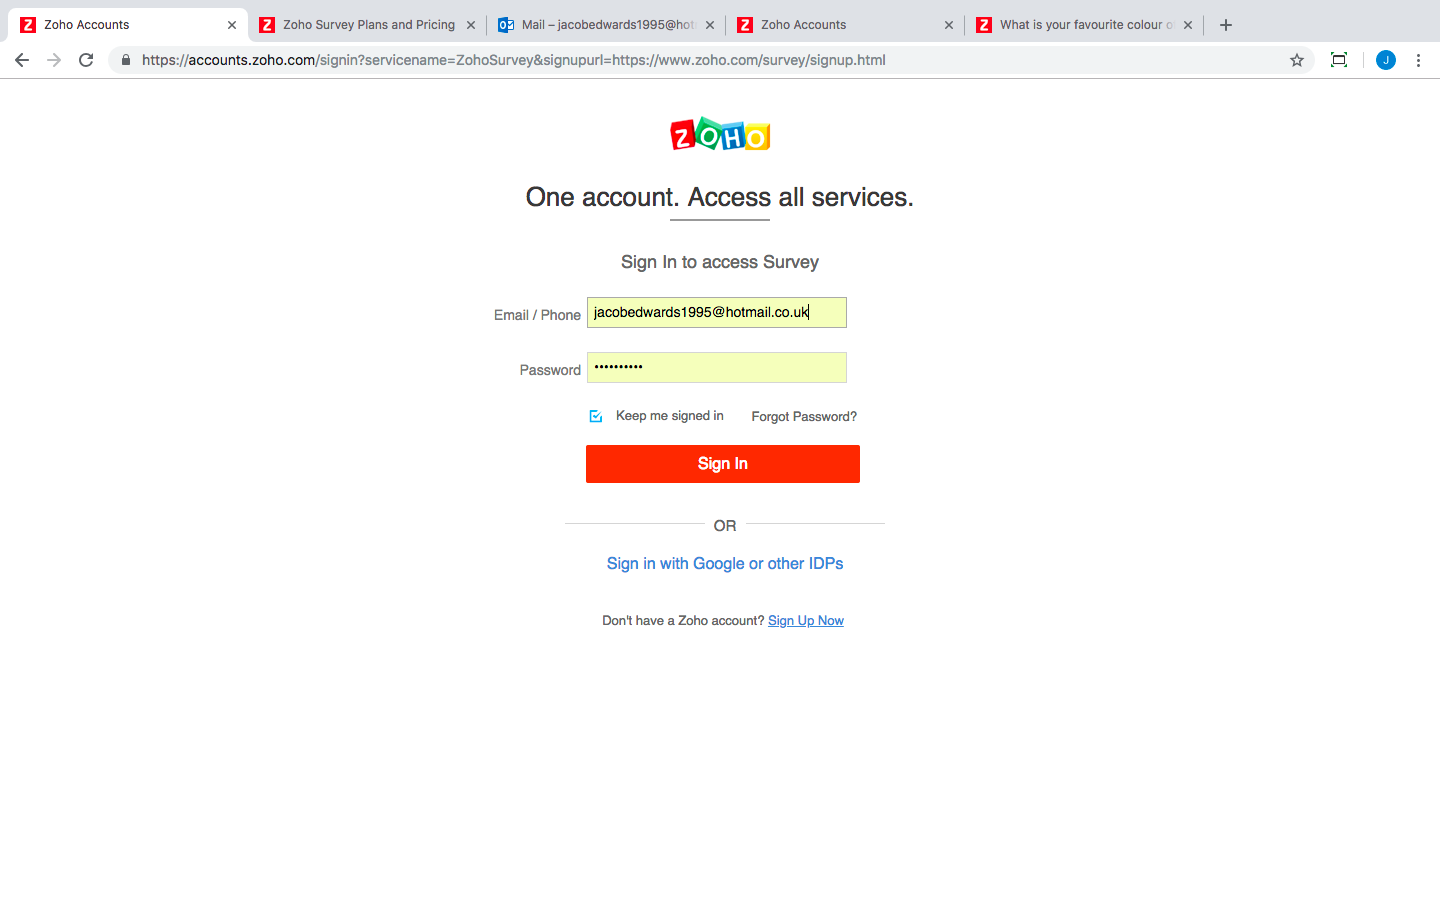 Zoho Accounts
Zoho Survey Plans and Pricing
Mail – jacobedwards1995@hot
Zoho Accounts
What is your favourite colour o
https://accounts.zoho.com/signin?servicename=ZohoSurvey&signupurl=https://www.zoho.com/survey/signup.html
J
ZOHO
One account. Access all services.
Sign In to access Survey
Email / Phone
jacobedwards1995@hotmail.co.uk
Password
Keep me signed in
Forgot Password?
Sign In
OR
Sign in with Google or other IDPs
Don't have a Zoho account? Sign Up Now